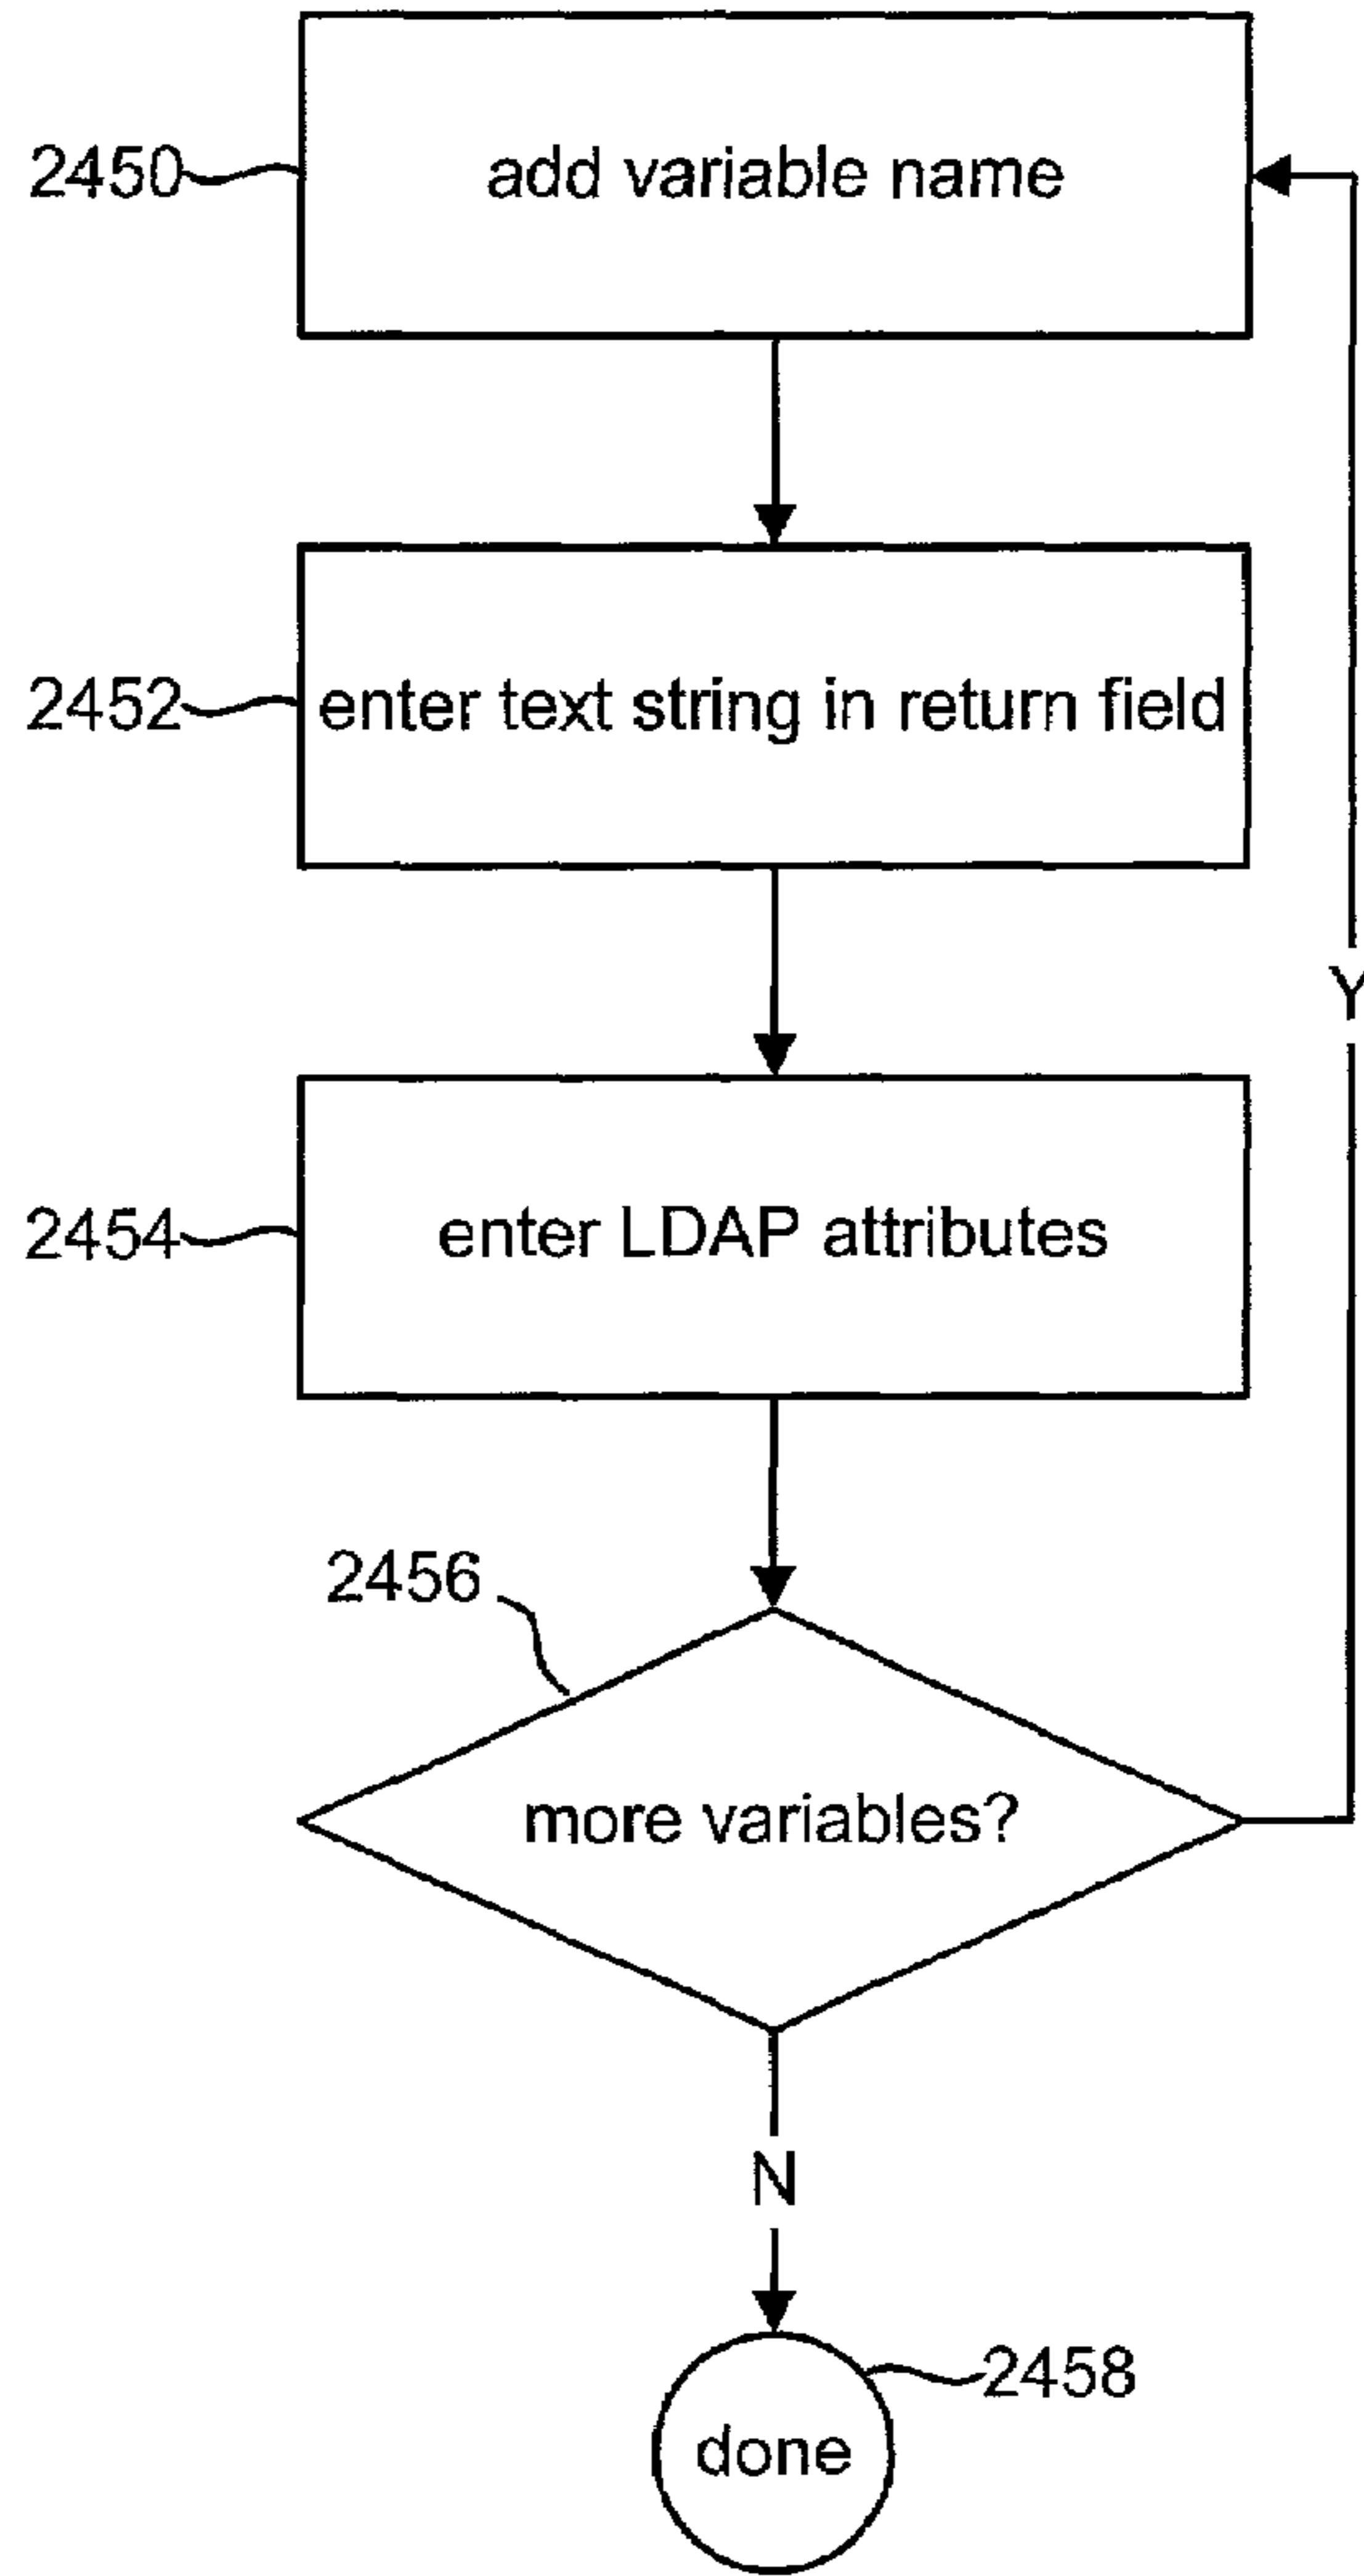 2450
add variable name
2452
enter text string in return field
Y
2454
enter LDAP attributes
2456
more variables?
N
2458
done